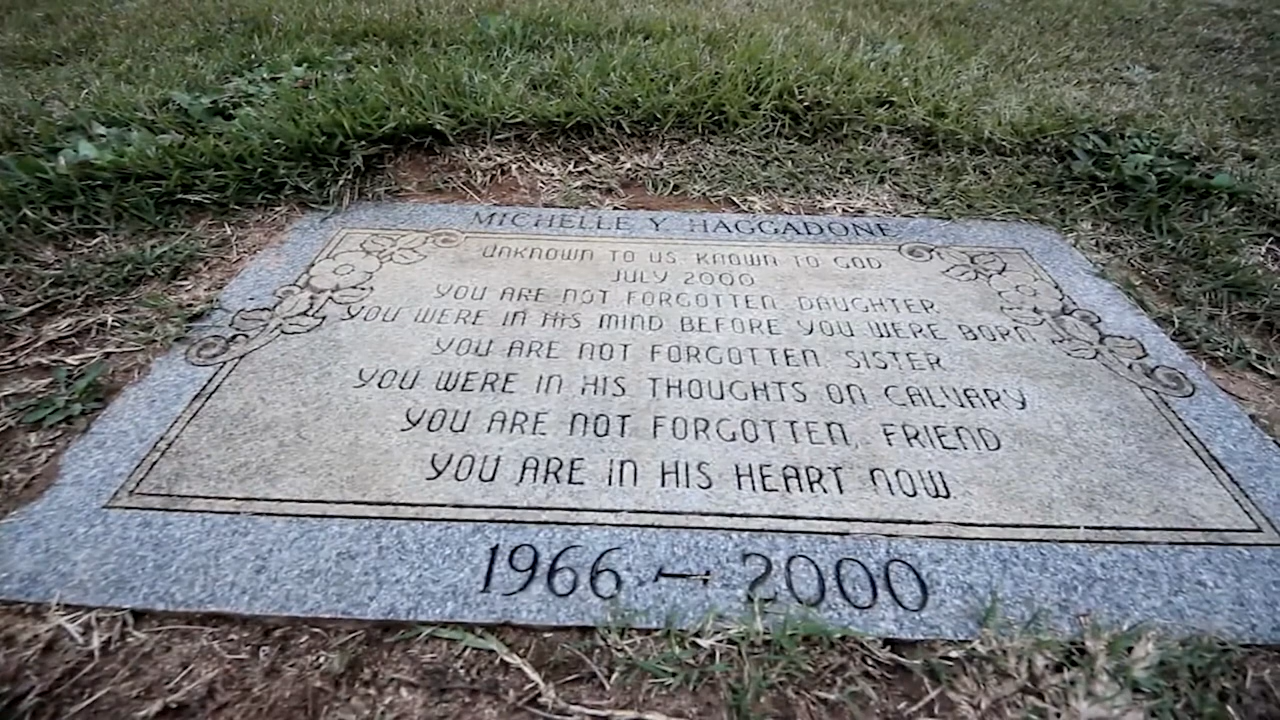 MICHELLE Y HAGGADONE
UNKNOWN TO US KNOWN TO GOD
JULY 2000
YOU ARE NOT FORGOTTEN, DAUGHTER
YOU WERE IN HIS MIND BEFORE YOU WERE BORN
YOU ARE NOT FORGOTTEN, SISTER
YOU WERE IN HIS THOUGHTS ON CALVARY
YOU ARE NOT FORGOTTEN, FRIEND
YOU ARE IN HIS HEART NOW.
1966 - 2000